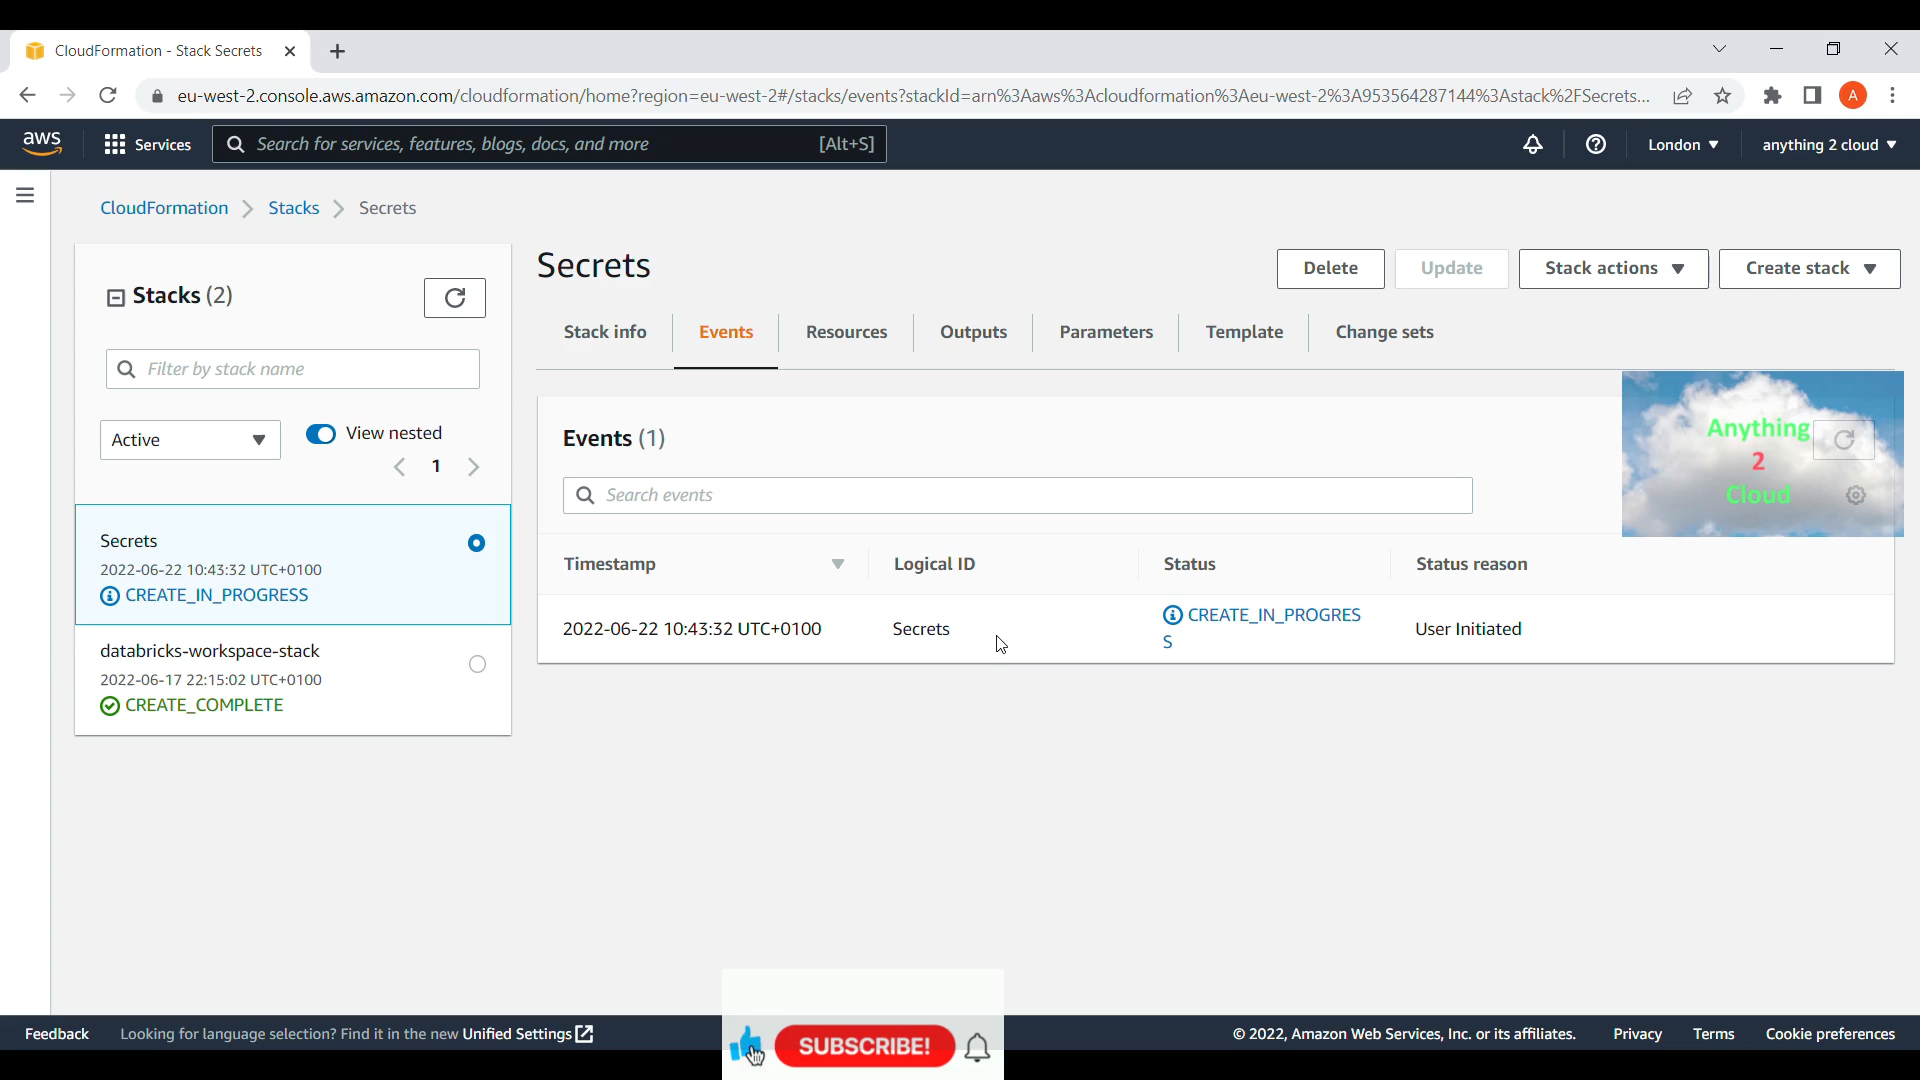 CloudFormation - Stack Secrets
eu-west-2.console.aws.amazon.com/cloudformation/home?region=eu-west-2#/stacks/events?stackId=arn%3Aaws%3Acloudformation%3Aeu-west-2%3A953564287144%3Astack%2FSecrets...
A
aws
Services
Search for services, features, blogs, docs, and more
[Alt+S]
London
anything 2 cloud
CloudFormation
Stacks
Secrets
Stacks (2)
Filter by stack name
Active
View nested
1
Secrets
2022-06-22 10:43:32 UTC+0100
CREATE_IN_PROGRESS
databricks-workspace-stack
2022-06-17 22:15:02 UTC+0100
CREATE_COMPLETE
Secrets
Delete
Update
Stack actions
Create stack
Stack info
Events
Resources
Outputs
Parameters
Template
Change sets
Anything
2
Cloud
Events (1)
Search events
Timestamp
Logical ID
Status
Status reason
2022-06-22 10:43:32 UTC+0100
Secrets
CREATE_IN_PROGRES
S
User Initiated
Feedback
Looking for language selection? Find it in the new Unified Settings
SUBSCRIBE!
© 2022, Amazon Web Services, Inc. or its affiliates.
Privacy
Terms
Cookie preferences